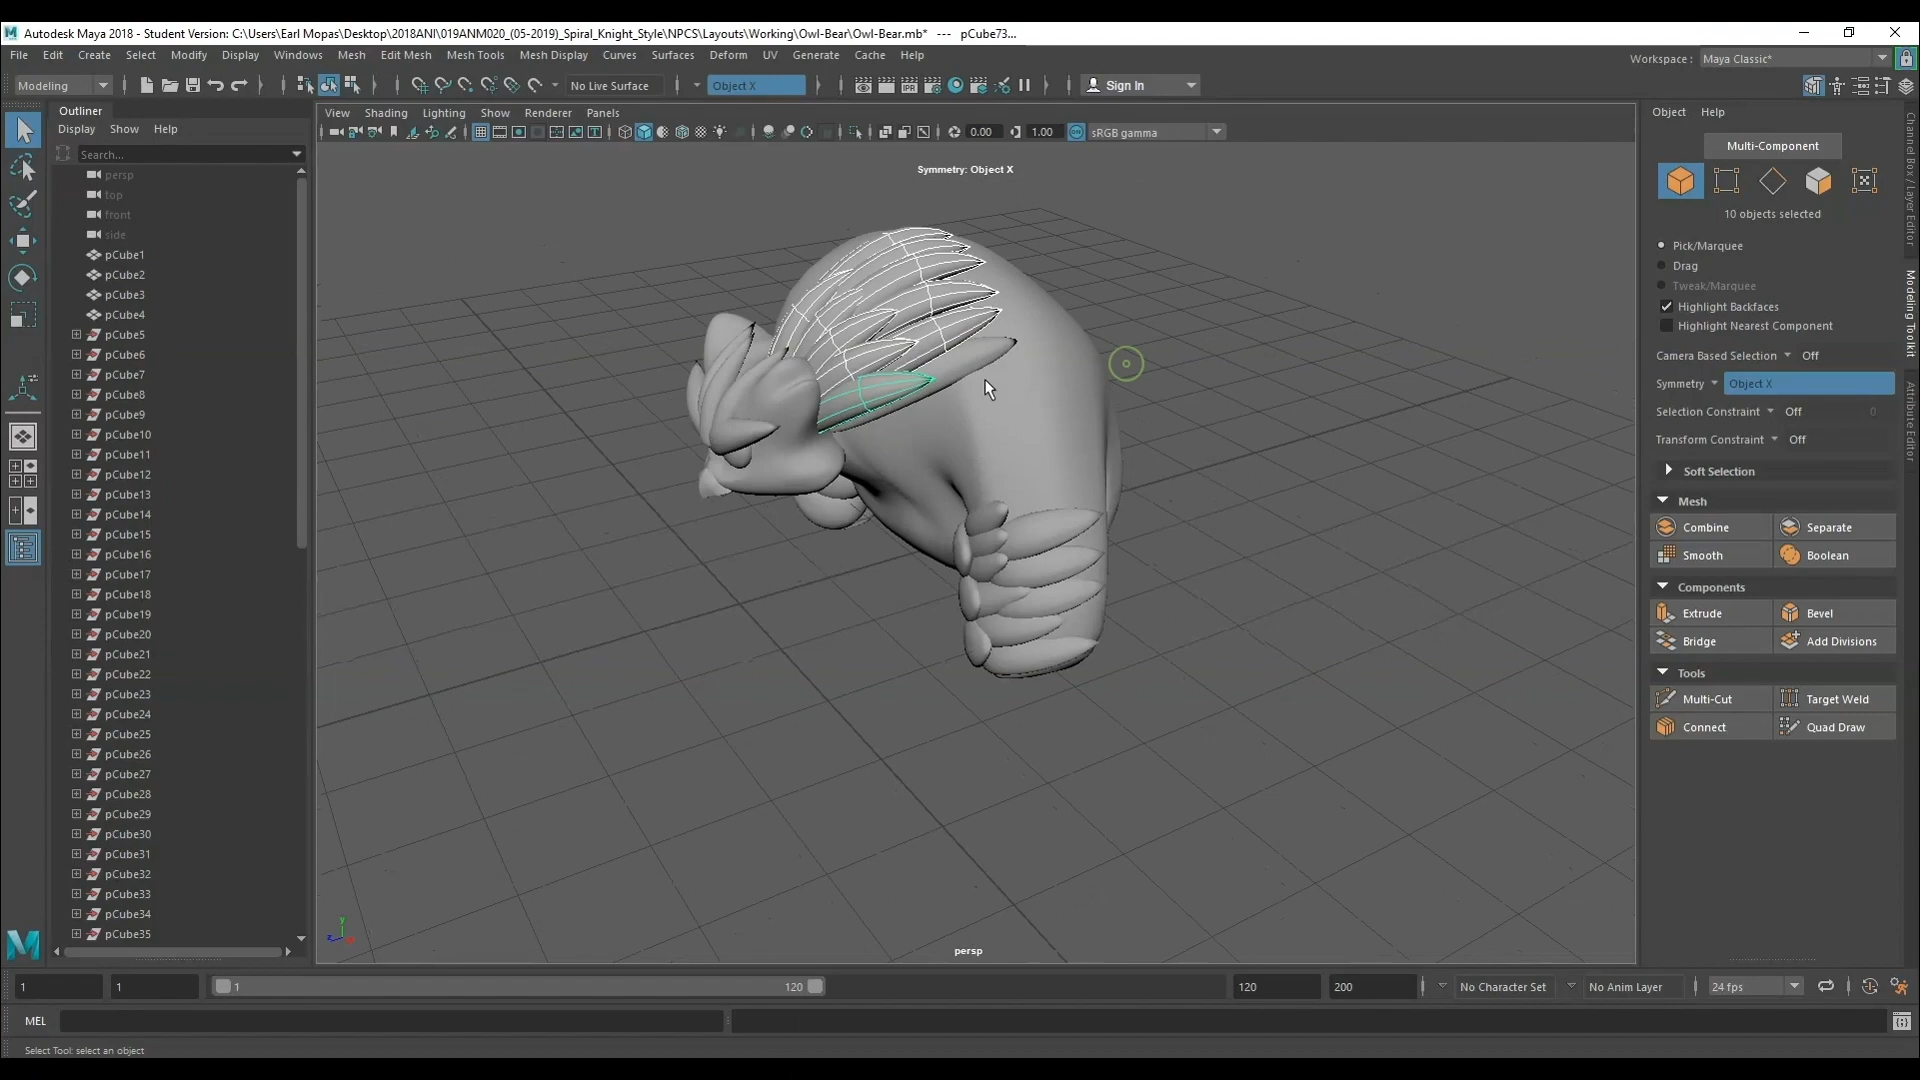 Autodesk Maya 2018 - Student Version: C:\Users\Earl Mopas\Desktop\2018ANI\019ANM020_(05-2019)_Spiral_Knight_Style\NPCS\Layouts\Working\Owl-Bear\Owl-Bear.mb* --- pCube73...
File Edit Create Select Modify Display Windows Mesh Edit Mesh Mesh Tools Mesh Display Curves Surfaces Deform UV Generate Cache Help
Workspace : Maya Classic*
Modeling No Live Surface Object X Sign In
Outliner
Display Show Help
Search...
persp
top
front
side
pCube1
pCube2
pCube3
pCube4
pCube5
pCube6
pCube7
pCube8
pCube9
pCube10
pCube11
pCube12
pCube13
pCube14
pCube15
pCube16
pCube17
pCube18
pCube19
pCube20
pCube21
pCube22
pCube23
pCube24
pCube25
pCube26
pCube27
pCube28
pCube29
pCube30
pCube31
pCube32
pCube33
pCube34
pCube35
View Shading Lighting Show Renderer Panels
0.00 1.00 sRGB gamma
Symmetry: Object X
persp
Object Help
Multi-Component
10 objects selected
Pick/Marquee
Drag
Tweak/Marquee
Highlight Backfaces
Highlight Nearest Component
Camera Based Selection Off
Symmetry Object X
Selection Constraint Off 0
Transform Constraint Off
Soft Selection
Mesh
Combine Separate
Smooth Boolean
Components
Extrude Bevel
Bridge Add Divisions
Tools
Multi-Cut Target Weld
Connect Quad Draw
Channel Box / Layer Editor
Modeling Toolkit
Attribute Editor
1 1 1 120 120 200 No Character Set No Anim Layer 24 fps
MEL
Select Tool: select an object